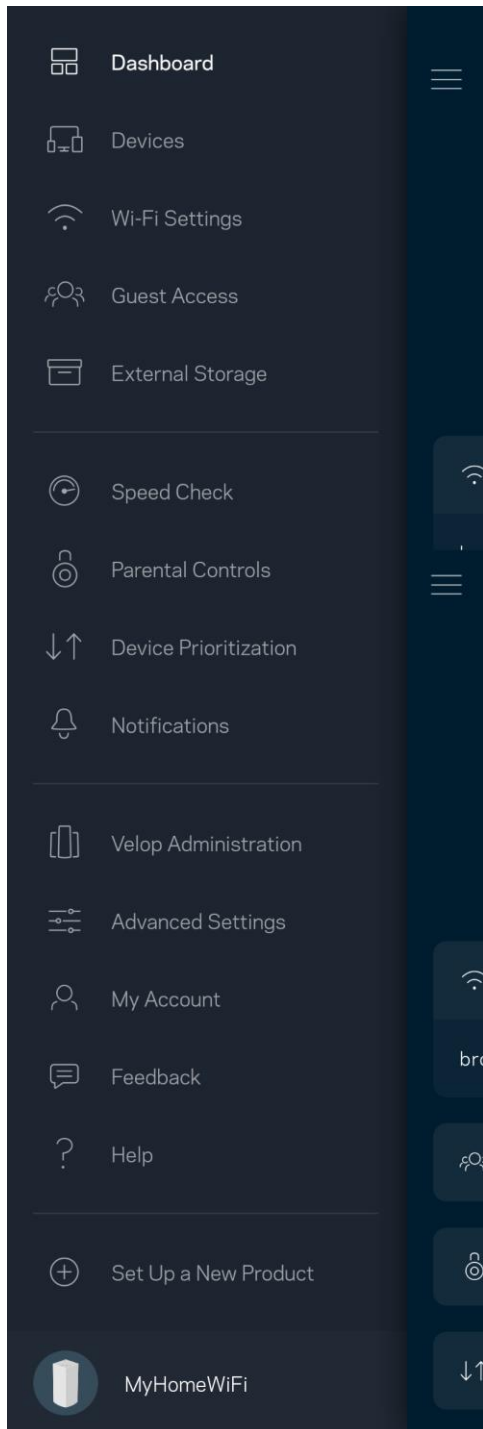 Dashboard
Devices
Wi-Fi Settings
Guest Access
External Storage
Speed Check
Parental Controls
Device Prioritization
Notifications
Velop Administration
Advanced Settings
My Account
Feedback
Help
Set Up a New Product
MyHomeWiFi